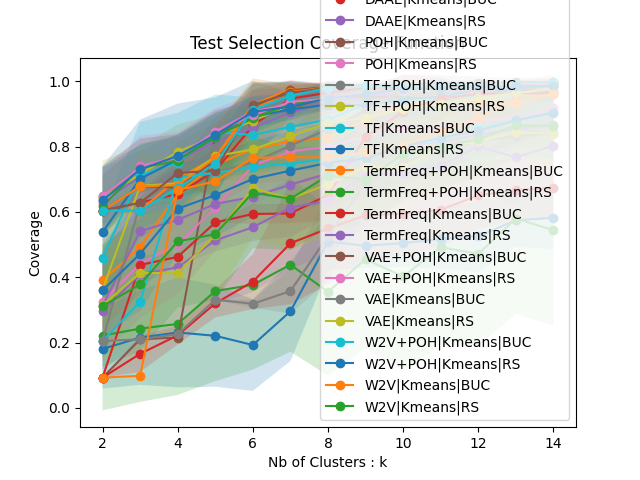 DAAE|Kmeans|BUC
DAAE|Kmeans|RS
Test Selection Coverage
POH|Kmeans|BUC
POH|Kmeans|RS
TF+POH|Kmeans|BUC
TF+POH|Kmeans|RS
TF|Kmeans|BUC
TF|Kmeans|RS
TermFreq+POH|Kmeans|BUC
TermFreq+POH|Kmeans|RS
TermFreq|Kmeans|BUC
TermFreq|Kmeans|RS
VAE+POH|Kmeans|BUC
VAE+POH|Kmeans|RS
VAE|Kmeans|BUC
VAE|Kmeans|RS
W2V+POH|Kmeans|BUC
W2V+POH|Kmeans|RS
W2V|Kmeans|BUC
W2V|Kmeans|RS
1.0
0.8
0.6
0.4
0.2
0.0
Coverage
2 4 6 8 10 12 14
Nb of Clusters : k